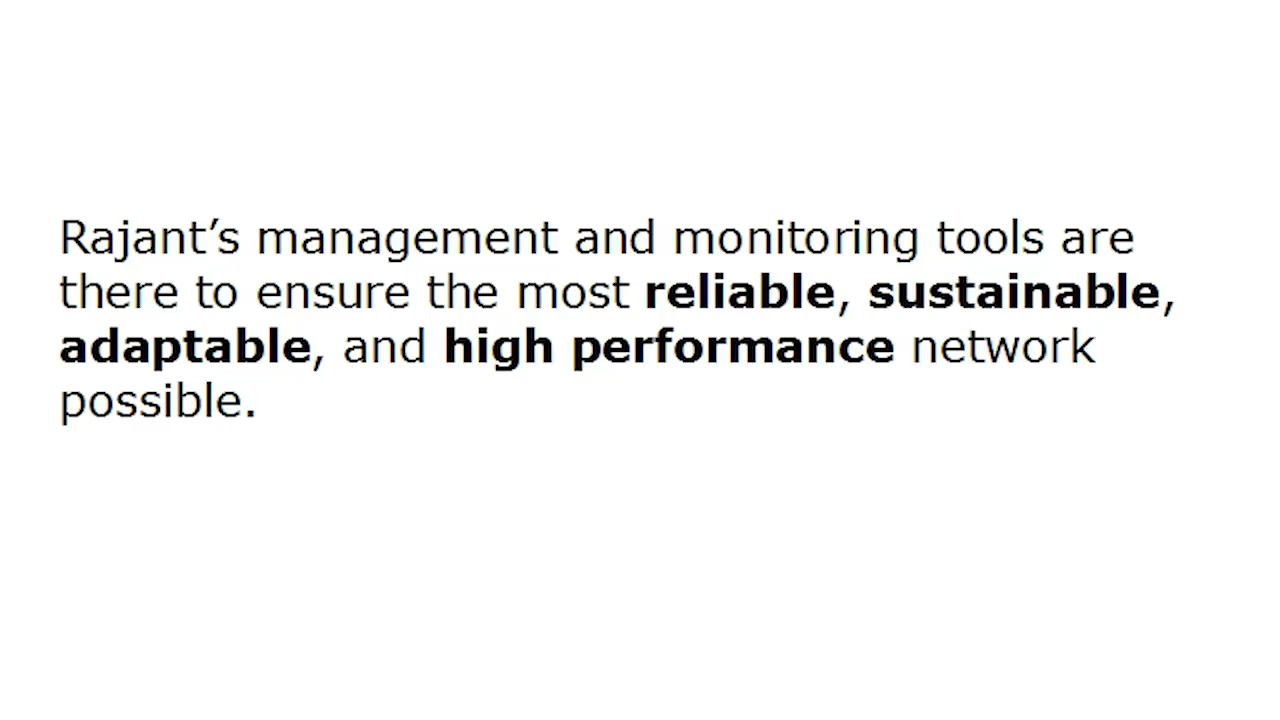 Rajant’s management and monitoring tools are
there to ensure the most reliable, sustainable,
adaptable, and high performance network
possible.